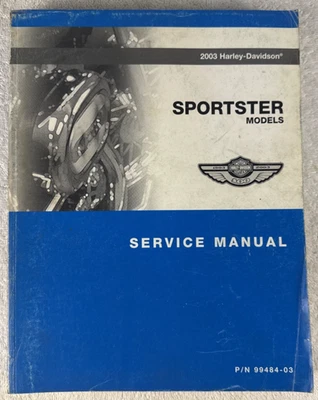 2003 Harley-Davidson®
SPORTSTER
MODELS
SERVICE MANUAL
P/N 99484-03